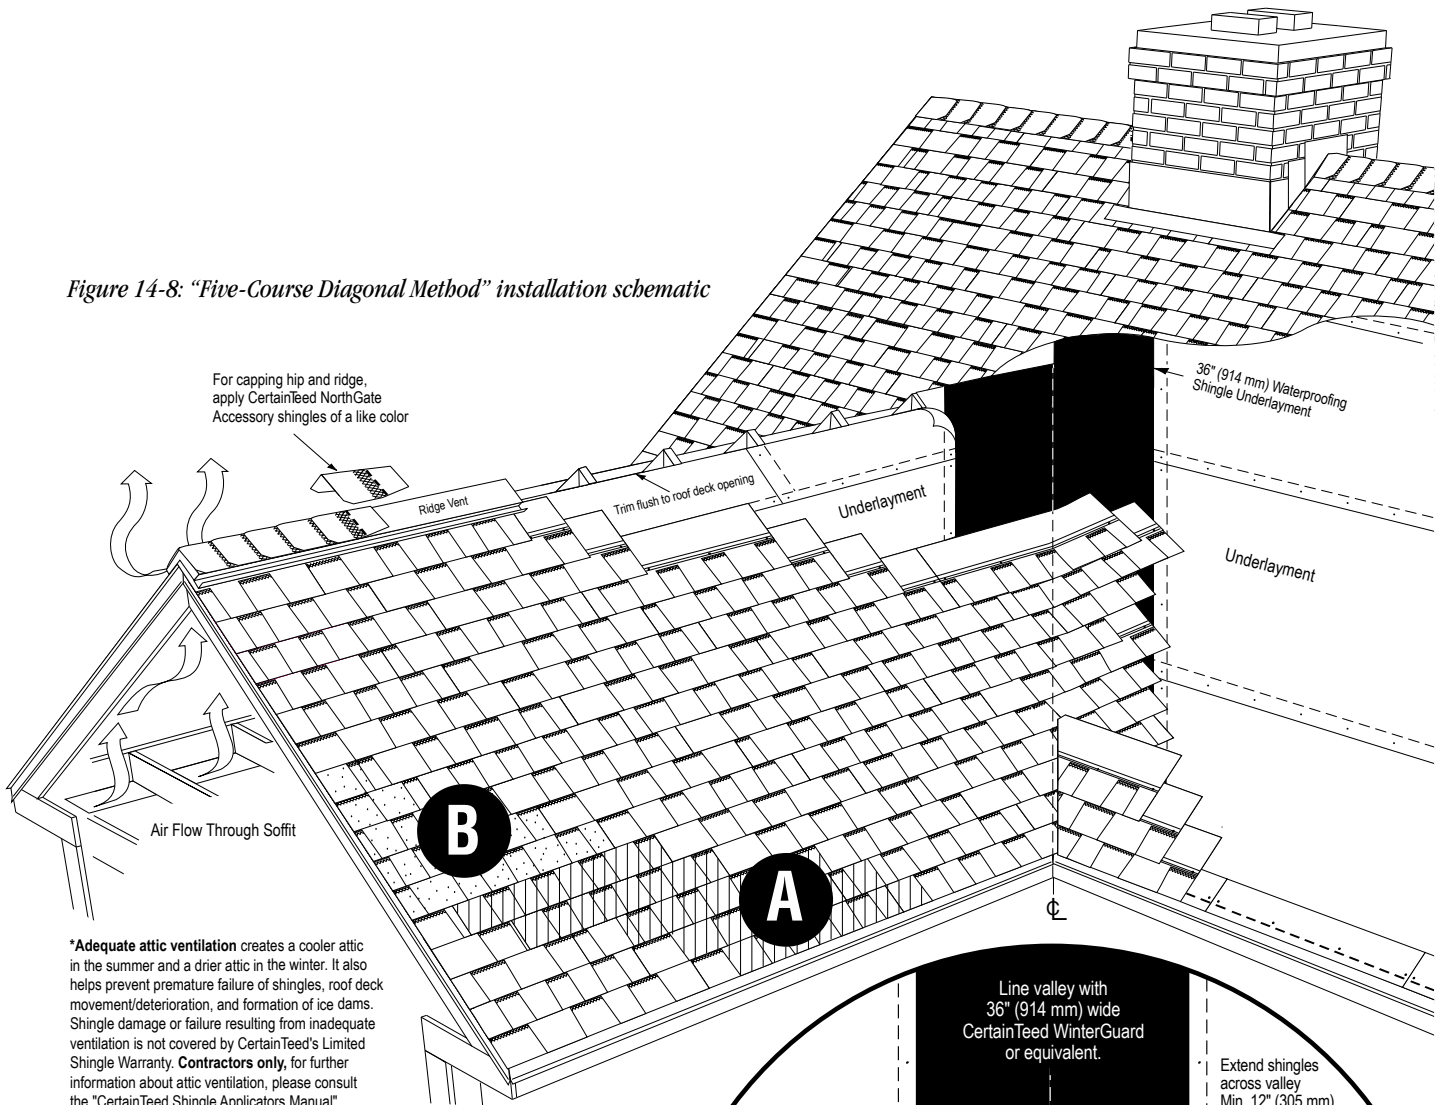 Figure 14-8: “Five-Course Diagonal Method” installation schematic
For capping hip and ridge,
apply CertainTeed NorthGate
Accessory shingles of a like color
36" (914 mm) Waterproofing
Shingle Underlayment
Ridge Vent
Trim flush to roof deck opening
Underlayment
Underlayment
Air Flow Through Soffit
B
A
℄
*Adequate attic ventilation creates a cooler attic
in the summer and a drier attic in the winter. It also
helps prevent premature failure of shingles, roof deck
movement/deterioration, and formation of ice dams.
Shingle damage or failure resulting from inadequate
ventilation is not covered by CertainTeed's Limited
Shingle Warranty. Contractors only, for further
information about attic ventilation, please consult
the "CertainTeed Shingle Applicators Manual"
Line valley with
36" (914 mm) wide
CertainTeed WinterGuard
or equivalent.
Extend shingles
across valley
Min. 12" (305 mm)